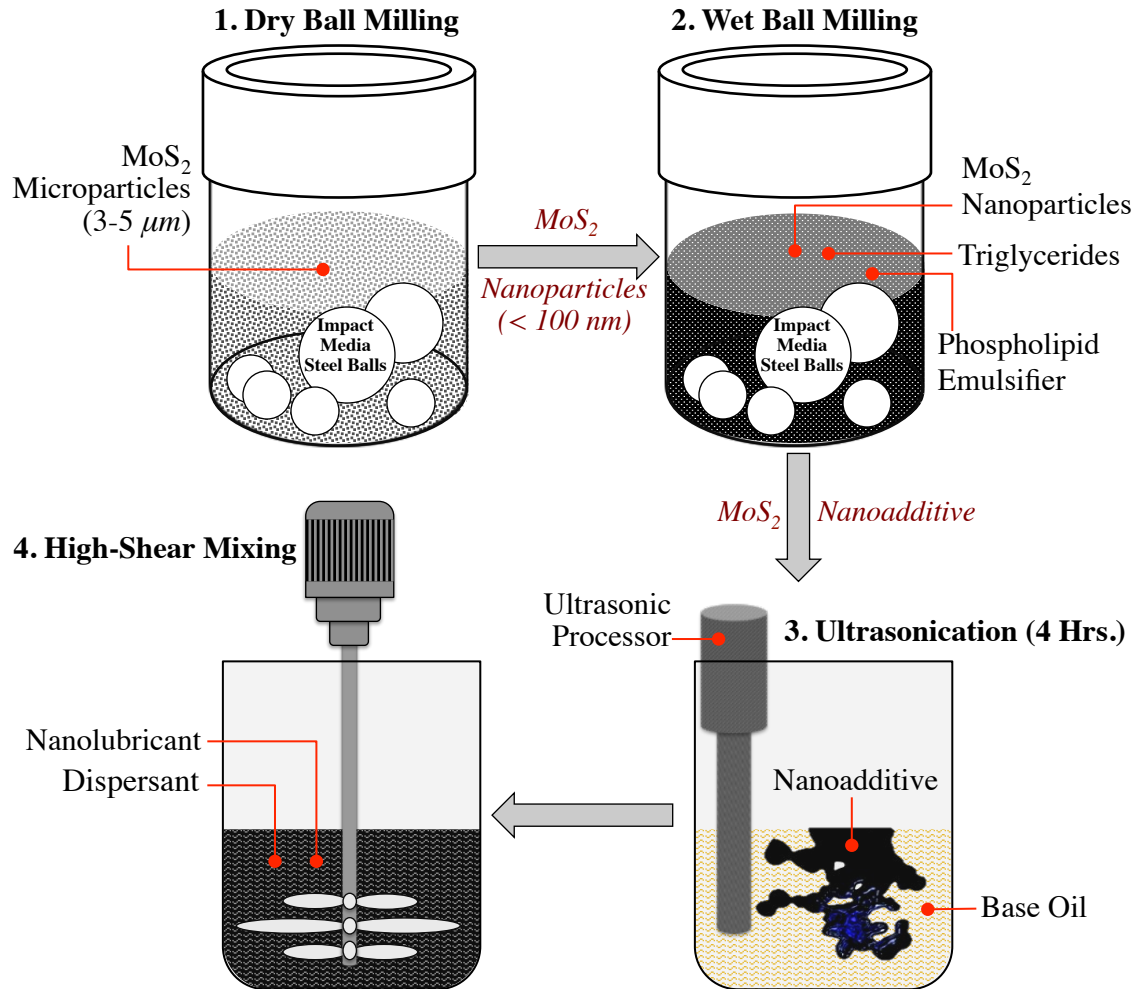 1. Dry Ball Milling
2. Wet Ball Milling
MoS₂
Microparticles
(3-5 μm)
Impact
Media
Steel Balls
MoS₂
Nanoparticles
(< 100 nm)
Impact
Media
Steel Balls
MoS₂
Nanoparticles
Triglycerides
Phospholipid
Emulsifier
MoS₂ Nanoadditive
3. Ultrasonication (4 Hrs.)
Ultrasonic
Processor
Nanoadditive
Base Oil
4. High-Shear Mixing
Nanolubricant
Dispersant